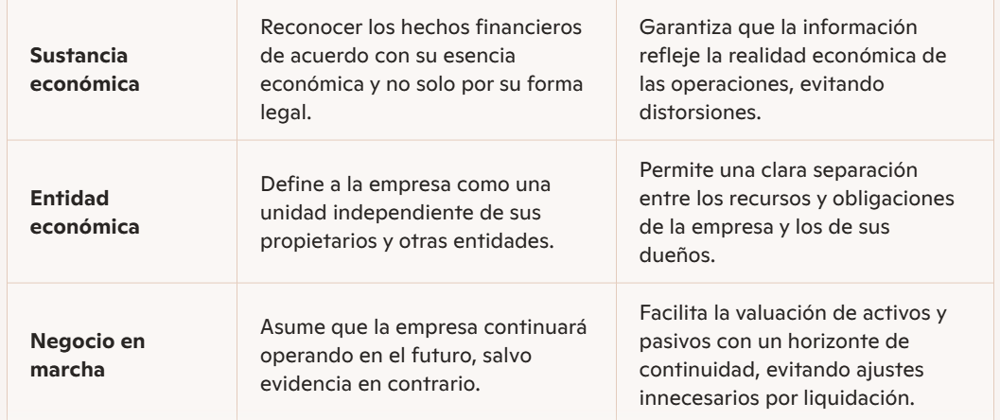 Sustancia
económica
Reconocer los hechos financieros
de acuerdo con su esencia
económica y no solo por su forma
legal.
Garantiza que la información
refleje la realidad económica de
las operaciones, evitando
distorsiones.
Entidad
económica
Define a la empresa como una
unidad independiente de sus
propietarios y otras entidades.
Permite una clara separación
entre los recursos y obligaciones
de la empresa y los de sus
dueños.
Negocio en
marcha
Asume que la empresa continuará
operando en el futuro, salvo
evidencia en contrario.
Facilita la valuación de activos y
pasivos con un horizonte de
continuidad, evitando ajustes
innecesarios por liquidación.